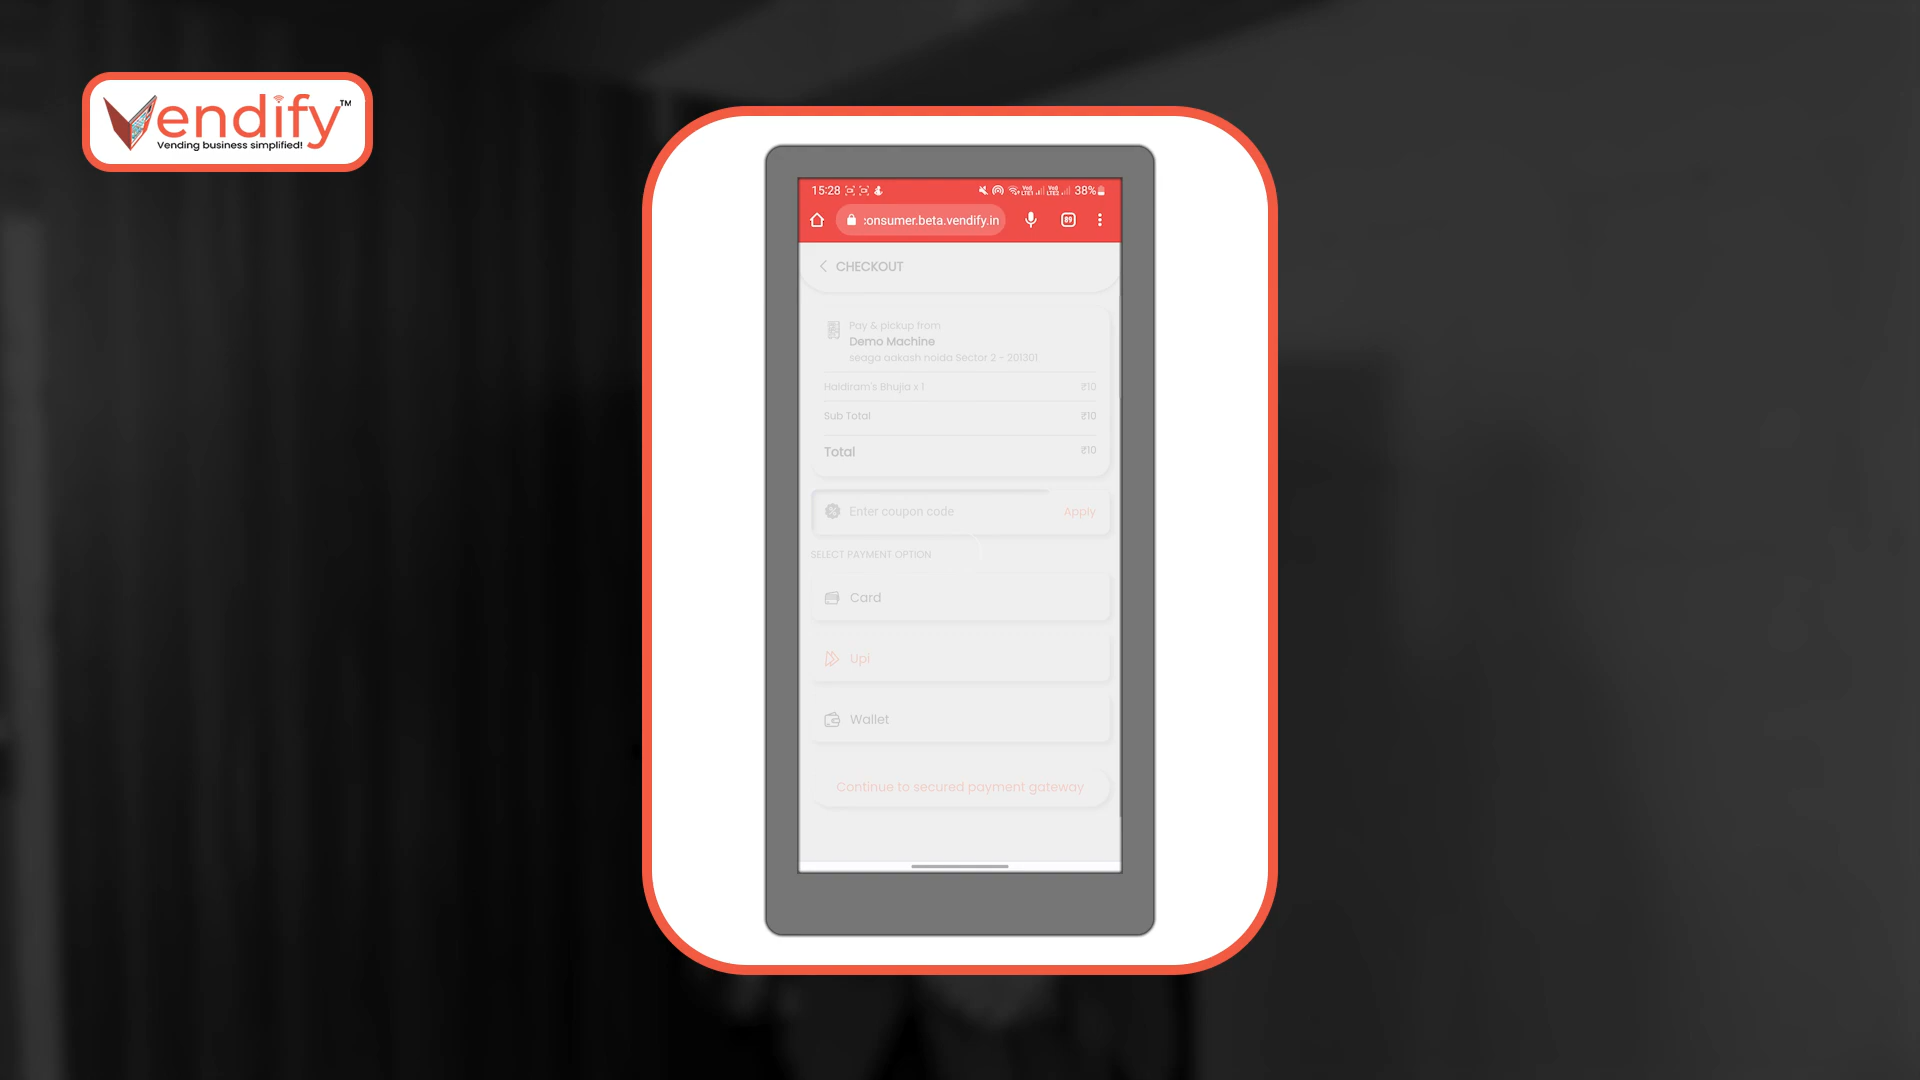 Vendify™
Vending business simplified!
15:28 38%
:onsumer.beta.vendify.in 89
CHECKOUT
Pay & pickup from
Demo Machine
seaga aakash noida Sector 2 - 201301
Haldiram's Bhujia x 1 ₹10
Sub Total ₹10
Total ₹10
Enter coupon code Apply
SELECT PAYMENT OPTION
Card
Upi
Wallet
Continue to secured payment gateway